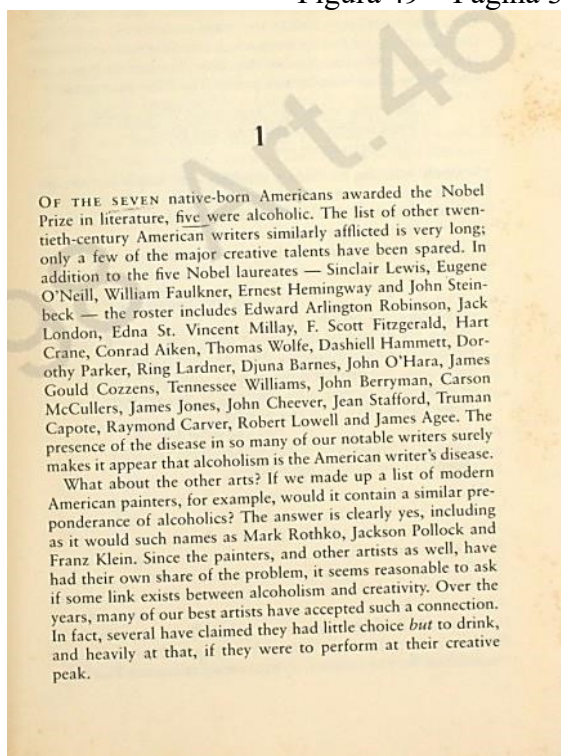 Art.46
1
OF THE SEVEN native-born Americans awarded the Nobel
Prize in literature, five were alcoholic. The list of other twen-
tieth-century American writers similarly afflicted is very long;
only a few of the major creative talents have been spared. In
addition to the five Nobel laureates — Sinclair Lewis, Eugene
O'Neill, William Faulkner, Ernest Hemingway and John Stein-
beck — the roster includes Edward Arlington Robinson, Jack
London, Edna St. Vincent Millay, F. Scott Fitzgerald, Hart
Crane, Conrad Aiken, Thomas Wolfe, Dashiell Hammett, Dor-
othy Parker, Ring Lardner, Djuna Barnes, John O'Hara, James
Gould Cozzens, Tennessee Williams, John Berryman, Carson
McCullers, James Jones, John Cheever, Jean Stafford, Truman
Capote, Raymond Carver, Robert Lowell and James Agee. The
presence of the disease in so many of our notable writers surely
makes it appear that alcoholism is the American writer's disease.
What about the other arts? If we made up a list of modern
American painters, for example, would it contain a similar pre-
ponderance of alcoholics? The answer is clearly yes, including
as it would such names as Mark Rothko, Jackson Pollock and
Franz Klein. Since the painters, and other artists as well, have
had their own share of the problem, it seems reasonable to ask
if some link exists between alcoholism and creativity. Over the
years, many of our best artists have accepted such a connection.
In fact, several have claimed they had little choice but to drink,
and heavily at that, if they were to perform at their creative
peak.